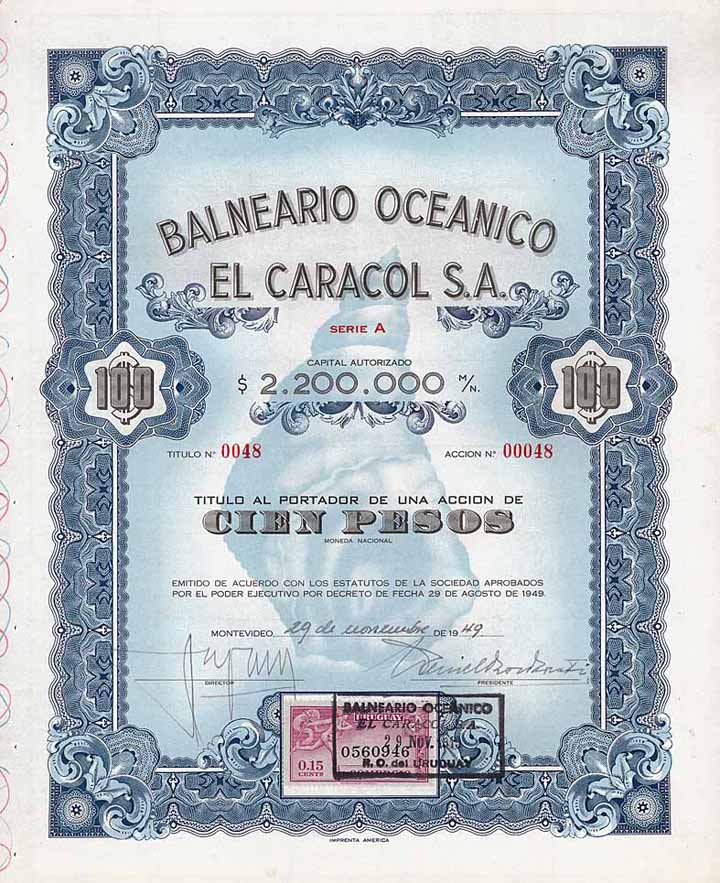 BALNEARIO OCEANICO
EL CARACOL S.A.
SERIE A
CAPITAL AUTORIZADO
$ 2.200.000 M/N.
100 100
TITULO N.º 0048 ACCION N.º 00048
TITULO AL PORTADOR DE UNA ACCION DE
CIEN PESOS
MONEDA NACIONAL
EMITIDO DE ACUERDO CON LOS ESTATUTOS DE LA SOCIEDAD APROBADOS
POR EL PODER EJECUTIVO POR DECRETO DE FECHA 29 DE AGOSTO DE 1949.
MONTEVIDEO, 29 de noviembre DE 1949
DIRECTOR PRESIDENTE
BALNEARIO OCEANICO
URUGUAY
EL CARACOL S.A.
29 NOV.
0560946
0.15
CENTS
R.O. del URUGUAY
IMPRENTA AMERICA